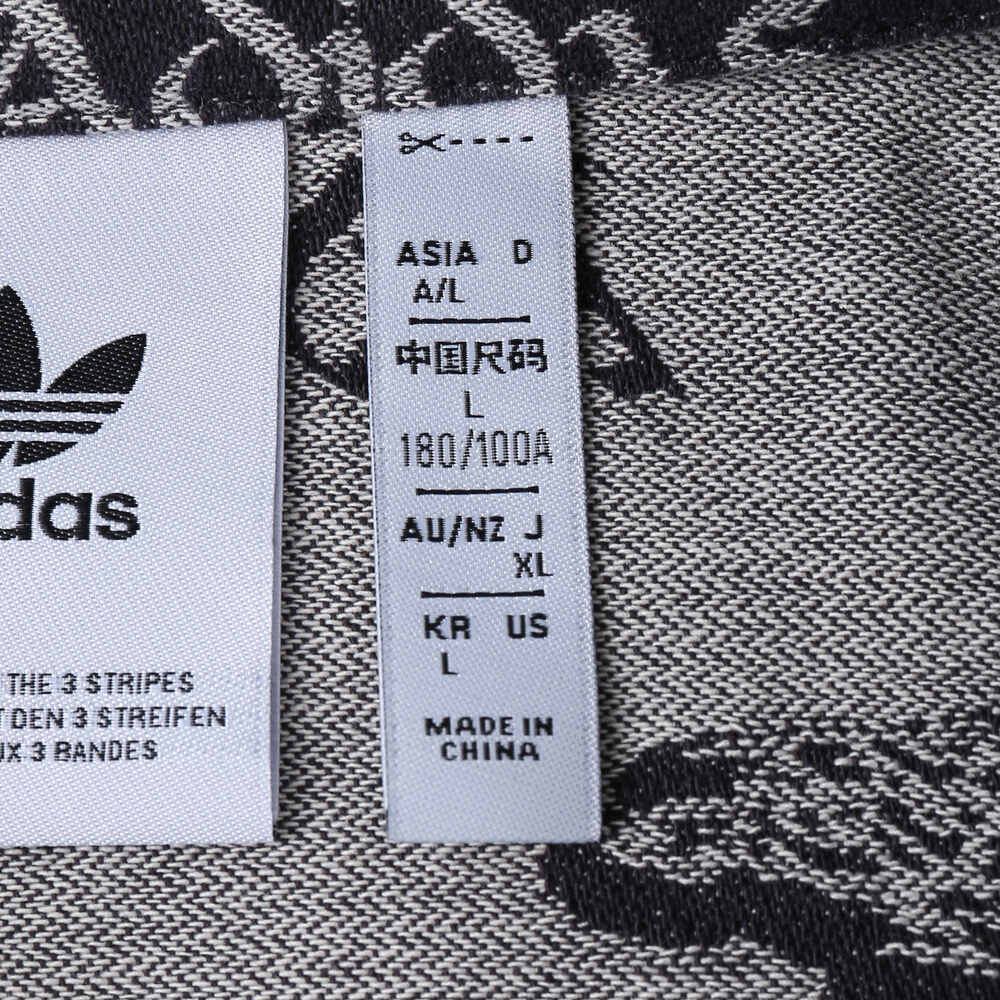 das
THE 3 STRIPES
DEN 3 STREIFEN
3 BANDES
ASIA D
A/L
中国尺码
L
180/100A
AU/NZ J
XL
KR US
L
MADE IN
CHINA